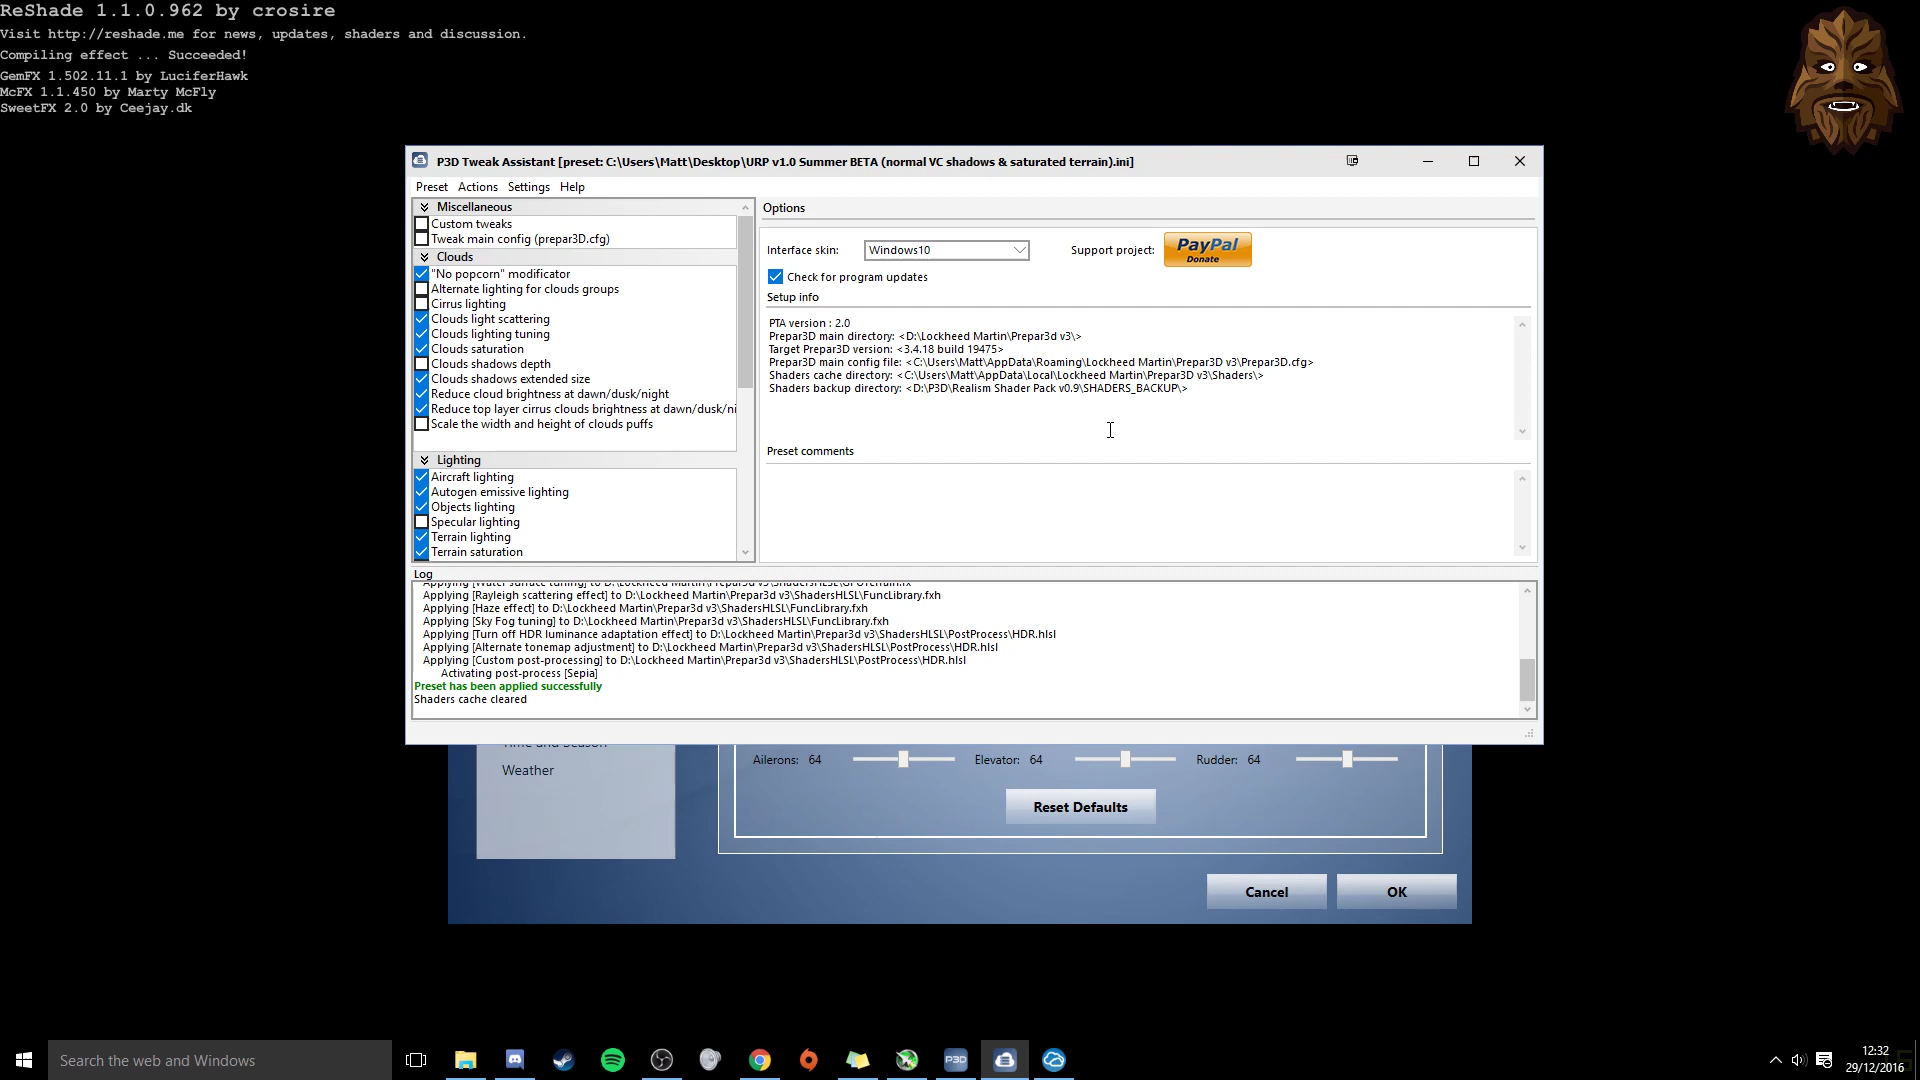 ReShade 1.1.0.962 by crosire
Visit http://reshade.me for news, updates, shaders and discussion.
Compiling effect ... Succeeded!
GemFX 1.502.11.1 by LuciferHawk
McFX 1.1.450 by Marty McFly
SweetFX 2.0 by Ceejay.dk
P3D Tweak Assistant [preset: C:\Users\Matt\Desktop\URP v1.0 Summer BETA (normal VC shadows & saturated terrain).ini]
Preset Actions Settings Help
Miscellaneous
Custom tweaks
Tweak main config (prepar3D.cfg)
Clouds
"No popcorn" modificator
Alternate lighting for clouds groups
Cirrus lighting
Clouds light scattering
Clouds lighting tuning
Clouds saturation
Clouds shadows depth
Clouds shadows extended size
Reduce cloud brightness at dawn/dusk/night
Reduce top layer cirrus clouds brightness at dawn/dusk/ni
Scale the width and height of clouds puffs
Lighting
Aircraft lighting
Autogen emissive lighting
Objects lighting
Specular lighting
Terrain lighting
Terrain saturation
Options
Interface skin: Windows10 Support project: PayPal Donate
Check for program updates
Setup info
PTA version : 2.0
Prepar3D main directory: <D:\Lockheed Martin\Prepar3d v3\>
Target Prepar3D version: <3.4.18 build 19475>
Prepar3D main config file: <C:\Users\Matt\AppData\Roaming\Lockheed Martin\Prepar3D v3\Prepar3D.cfg>
Shaders cache directory: <C:\Users\Matt\AppData\Local\Lockheed Martin\Prepar3D v3\Shaders\>
Shaders backup directory: <D:\P3D\Realism Shader Pack v0.9\SHADERS_BACKUP\>
Preset comments
Log
Applying [Water surface tuning] to D:\Lockheed Martin\Prepar3d v3\ShadersHLSL\GPUTerrain.fx
Applying [Rayleigh scattering effect] to D:\Lockheed Martin\Prepar3d v3\ShadersHLSL\FuncLibrary.fxh
Applying [Haze effect] to D:\Lockheed Martin\Prepar3d v3\ShadersHLSL\FuncLibrary.fxh
Applying [Sky Fog tuning] to D:\Lockheed Martin\Prepar3d v3\ShadersHLSL\FuncLibrary.fxh
Applying [Turn off HDR luminance adaptation effect] to D:\Lockheed Martin\Prepar3d v3\ShadersHLSL\PostProcess\HDR.hlsl
Applying [Alternate tonemap adjustment] to D:\Lockheed Martin\Prepar3d v3\ShadersHLSL\PostProcess\HDR.hlsl
Applying [Custom post-processing] to D:\Lockheed Martin\Prepar3d v3\ShadersHLSL\PostProcess\HDR.hlsl
Activating post-process [Sepia]
Preset has been applied successfully
Shaders cache cleared
Time and Season
Weather
Ailerons: 64 Elevator: 64 Rudder: 64
Reset Defaults
Cancel OK
Search the web and Windows
P3D
12:32
29/12/2016